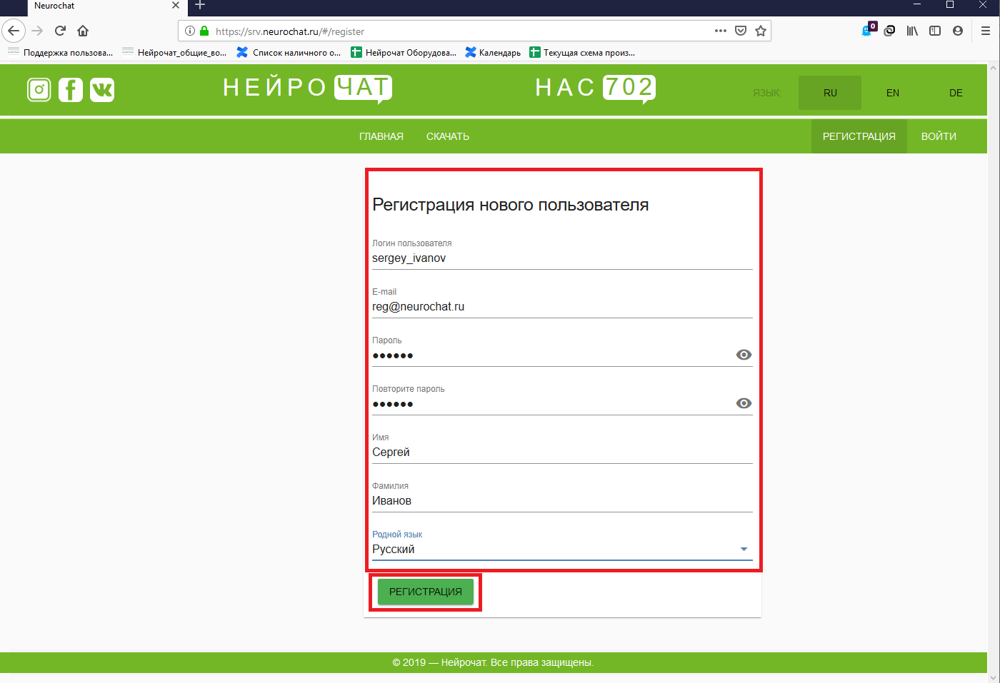 Neurochat
https://srv.neurochat.ru/#/register
0
Поддержка пользова...
Нейрочат_общие_во...
Список наличного о...
Нейрочат Оборудова...
Календарь
Текущая схема произ...
НЕЙРО ЧАТ
НАС 702
ЯЗЫК:
RU
EN
DE
ГЛАВНАЯ
СКАЧАТЬ
РЕГИСТРАЦИЯ
ВОЙТИ
Регистрация нового пользователя
Логин пользователя
sergey_ivanov
E-mail
reg@neurochat.ru
Пароль
••••••
Повторите пароль
••••••
Имя
Сергей
Фамилия
Иванов
Родной язык
Русский
РЕГИСТРАЦИЯ
© 2019 — Нейрочат. Все права защищены.